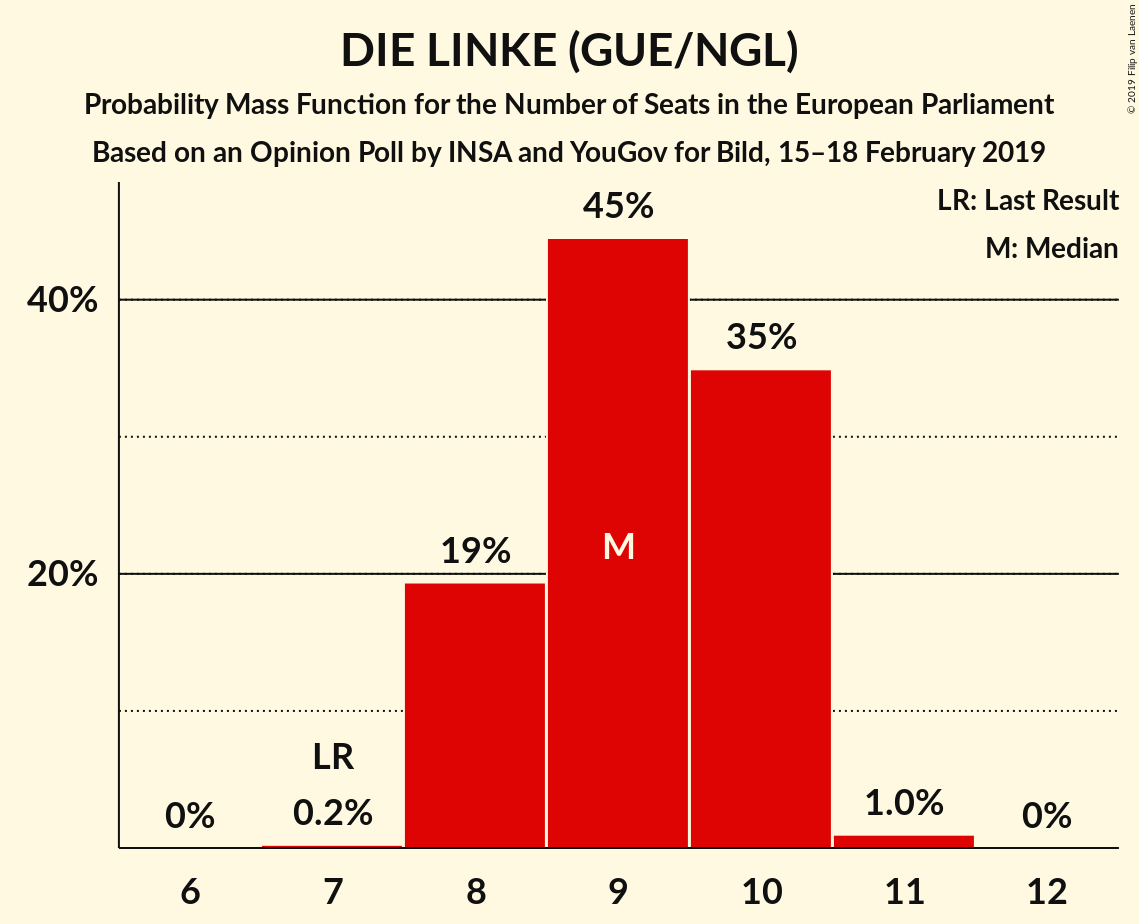 DIE LINKE (GUE/NGL)
Probability Mass Function for the Number of Seats in the European Parliament
Based on an Opinion Poll by INSA and YouGov for Bild, 15–18 February 2019
© 2019 Filip van Laenen
LR: Last Result
M: Median
45%
40%
35%
19%
M
20%
LR
0%
0.2%
1.0%
0%
6
7
8
9
10
11
12